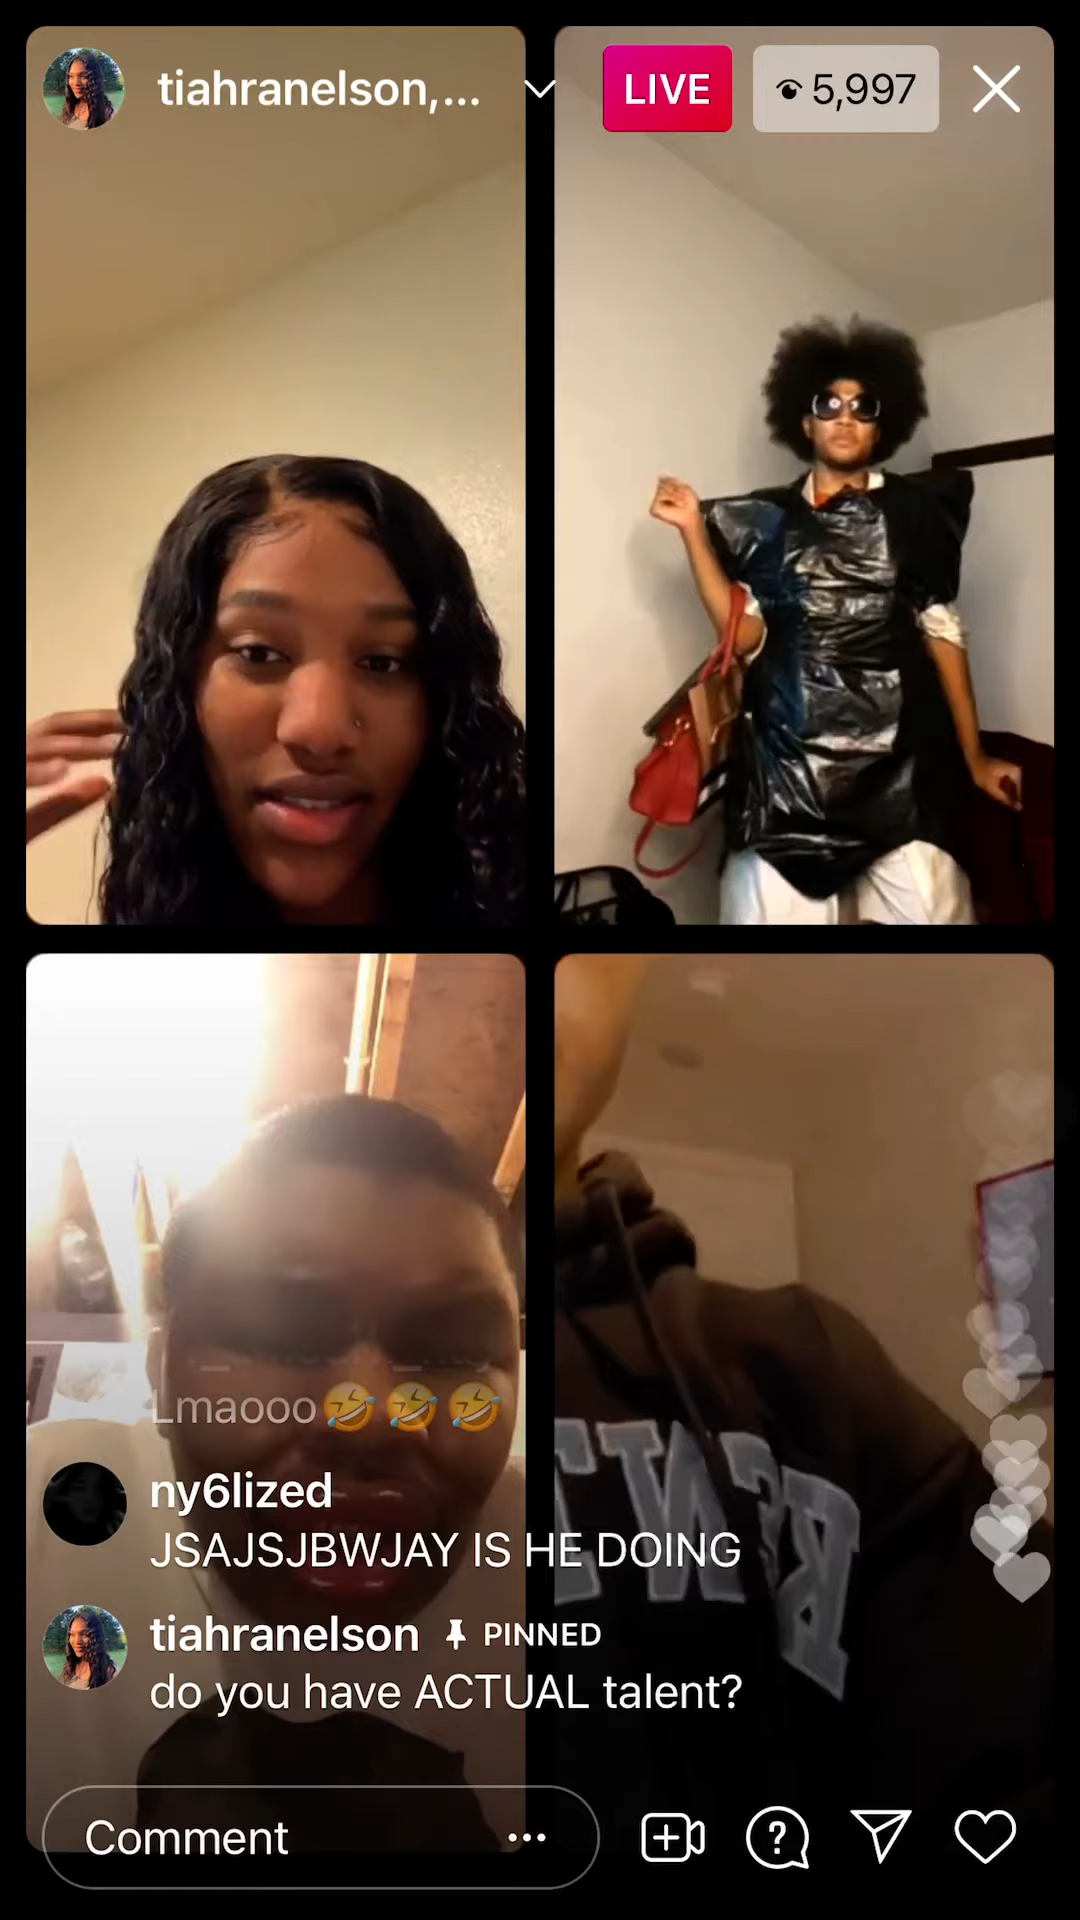 tiahranelson,...
LIVE
5,997
Lmaooo🤣🤣🤣
ny6lized
JSAJSJBWJAY IS HE DOING
tiahranelson PINNED
do you have ACTUAL talent?
Comment